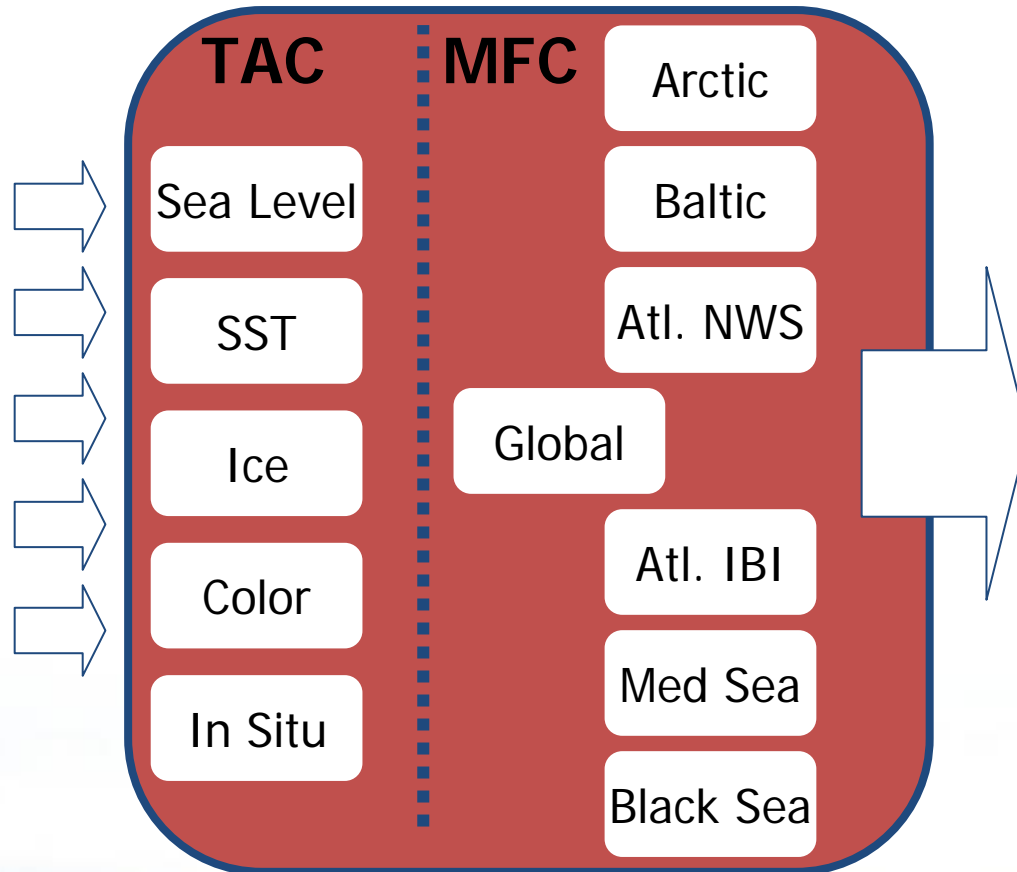 TAC
Sea Level
SST
Ice
Color
In Situ
MFC
Arctic
Baltic
Atl. NWS
Global
Atl. IBI
Med Sea
Black Sea